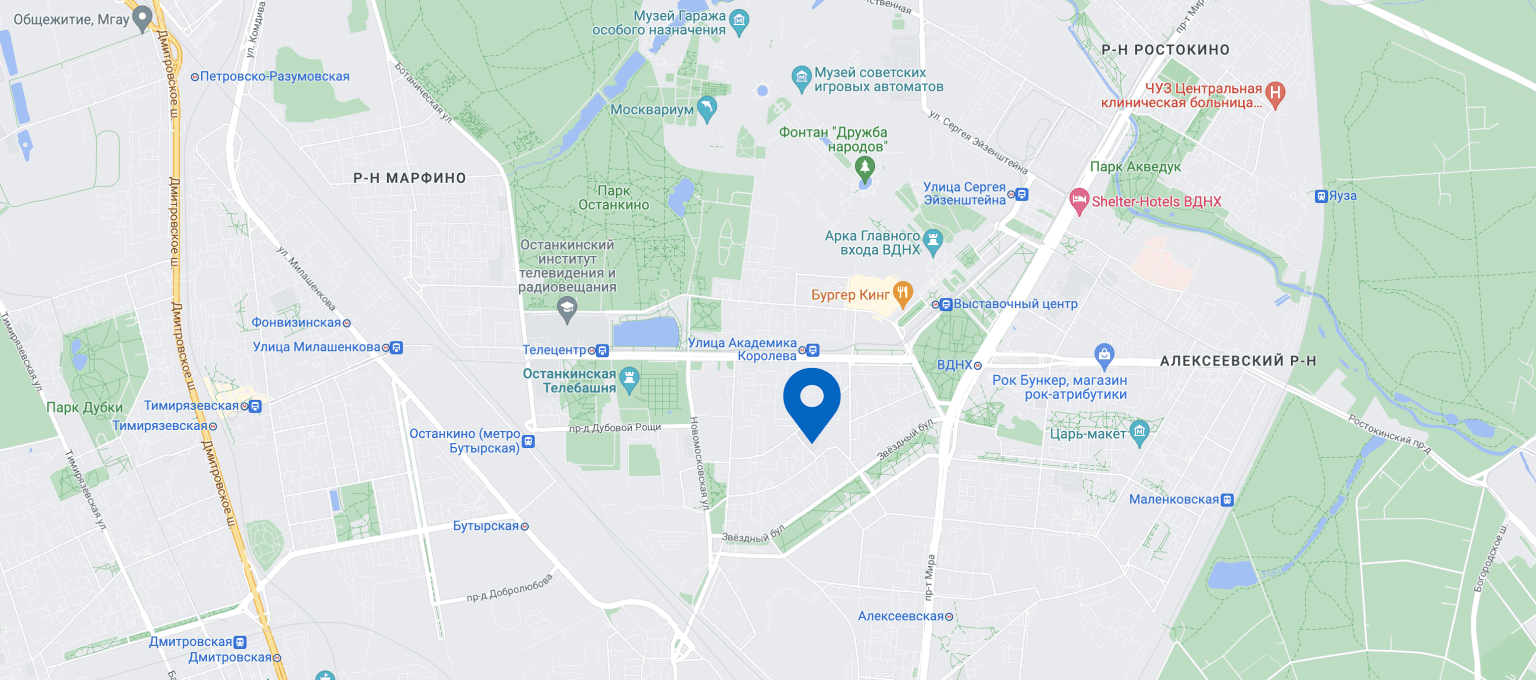 Общежитие, Мгау
Музей Гаража
особого назначения
ственная ул.
пр-т Мира
Р-Н РОСТОКИНО
ул. Комдива
Дмитровское ш.
Петровско-Разумовская
Ботаническая ул.
Музей советских
игровых автоматов
ЧУЗ Центральная
клиническая больница...
Москвариум
ул. Сергея Эйзенштейна
Фонтан "Дружба
народов"
Парк Акведук
Р-Н МАРФИНО
Дмитровское ш.
Парк
Останкино
Улица Сергея
Эйзенштейна
Shelter-Hotels ВДНХ
Яуза
Арка Главного
входа ВДНХ
Останкинский
институт
телевидения и
радиовещания
ул. Милашенкова
Бургер Кинг
Выставочный центр
Тимирязевская ул.
Дмитровское ш.
Фонвизинская
Улица Милашенкова
Телецентр
Улица Академика
Королева
ВДНХ
АЛЕКСЕЕВСКИЙ Р-Н
Останкинская
Телебашня
Рок Бункер, магазин
рок-атрибутики
Парк Дубки
Тимирязевская
Тимирязевская
Останкино (метро
Бутырская)
пр-д Дубовой Рощи
Новомосковская ул.
Звёздный бул.
Царь-макет
Ростокинский пр-д
Тимирязевская ул.
Дмитровское ш.
Маленковская
Бутырская
Звёздный бул.
Богородское ш.
пр-д Добролюбова
пр-т Мира
Алексеевская
Дмитровская
Дмитровская